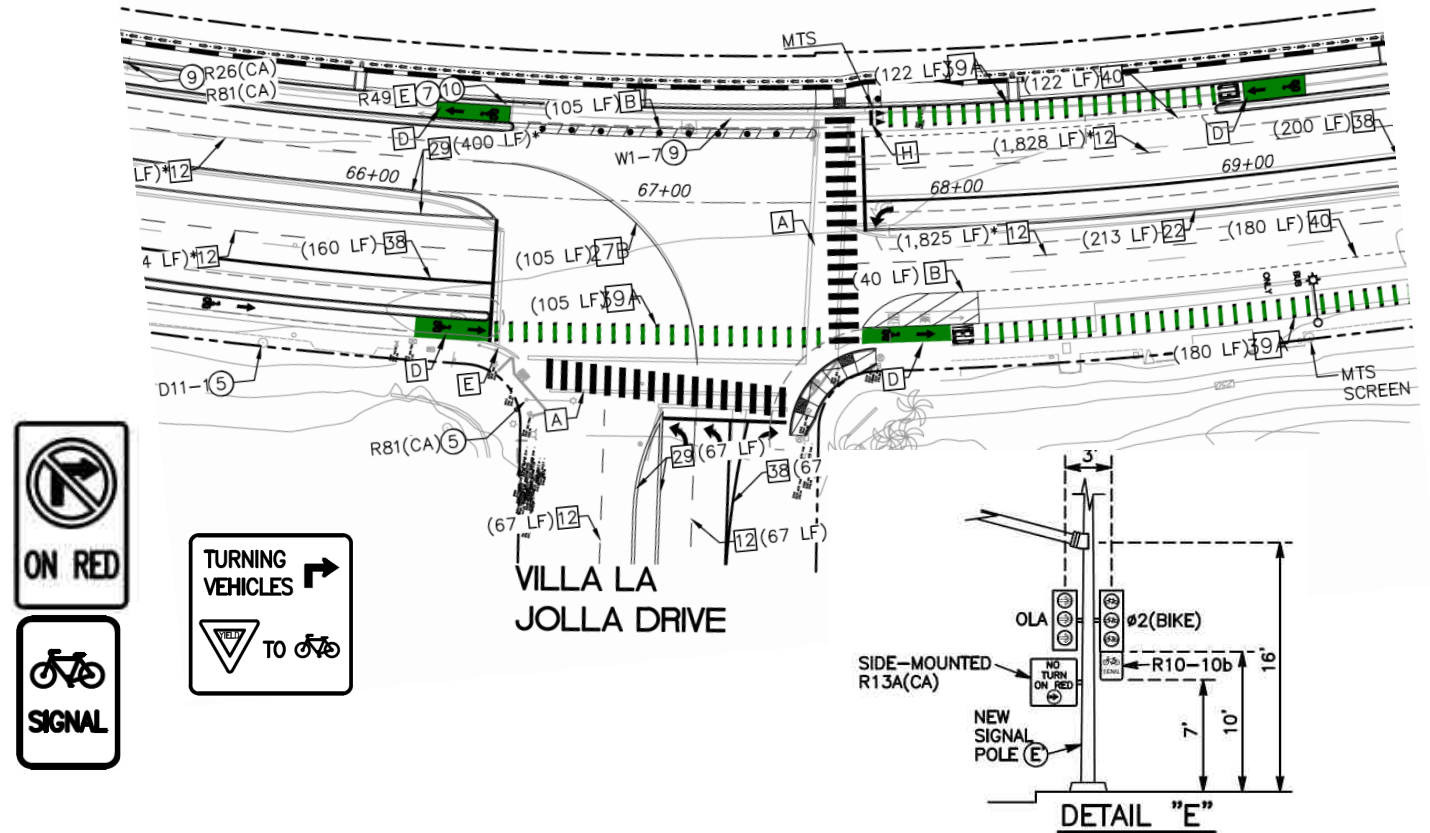 MTS
9 R26(CA)
R81(CA)
R49 E 7 10
(105 LF) B
(122 LF) 39A
(122 LF) 40
D
29 (400 LF)*
W1-7 9
H
(1,828 LF)* 12
D
(200 LF) 38
LF)* 12
66+00
67+00
68+00
69+00
A
4 LF)* 12
(160 LF) 38
(105 LF) 27B
(1,825 LF)* 12
(213 LF) 22
(180 LF) 40
(40 LF) B
(105 LF) 39A
ONLY
BUS
D11-1 5
D
E
D
(180 LF) 39A
MTS
SCREEN
A
R81(CA) 5
29 (67 LF)
38 (67
(67 LF) 12
12 (67 LF)
VILLA LA
JOLLA DRIVE
ON RED
SIGNAL
TURNING
VEHICLES
YIELD
TO
3'
OLA
ø2(BIKE)
SIDE-MOUNTED
R13A(CA)
NO
TURN
ON RED
SIGNAL
R10-10b
NEW
SIGNAL
POLE E
7'
10'
16'
DETAIL "E"